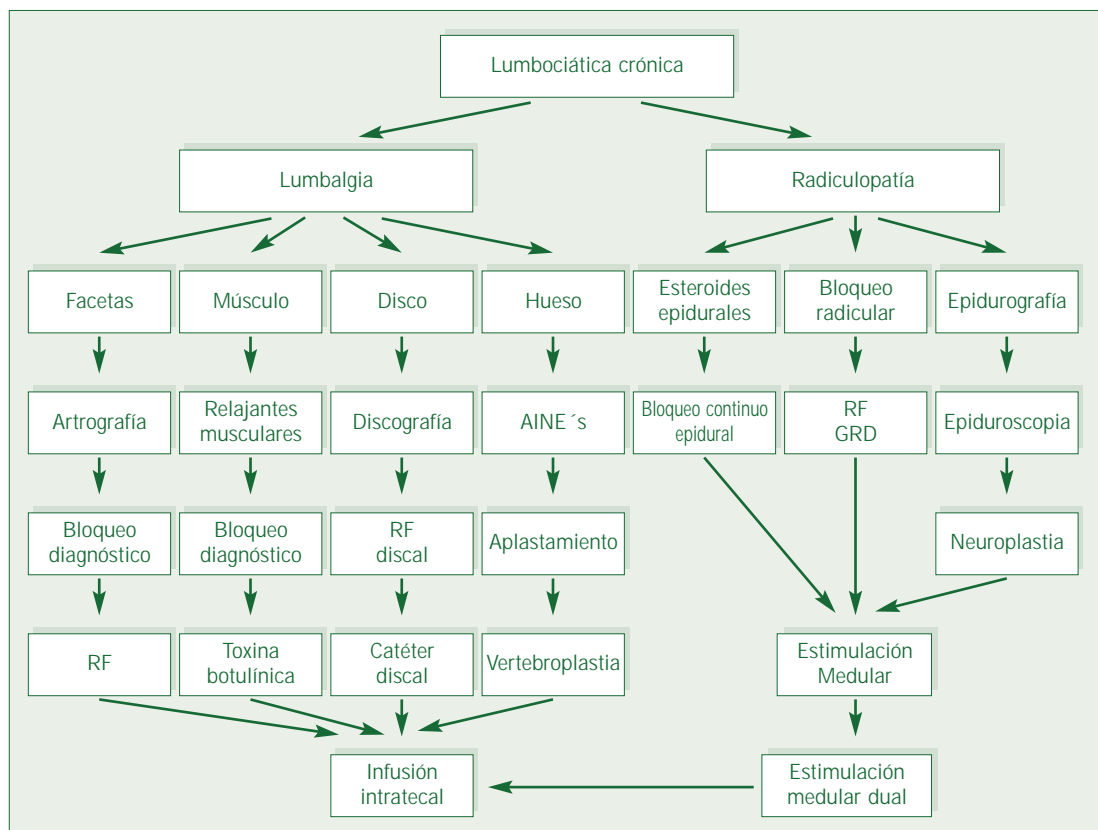 Lumbociática crónica
Lumbalgia
Radiculopatía
Facetas
Músculo
Disco
Hueso
Esteroides
epidurales
Bloqueo
radicular
Epidurografía
Artrografía
Relajantes
musculares
Discografía
AINE´s
Bloqueo continuo
epidural
RF
GRD
Epiduroscopia
Bloqueo
diagnóstico
Bloqueo
diagnóstico
RF
discal
Aplastamiento
Neuroplastia
RF
Toxina
botulínica
Catéter
discal
Vertebroplastia
Estimulación
Medular
Infusión
intratecal
Estimulación
medular dual